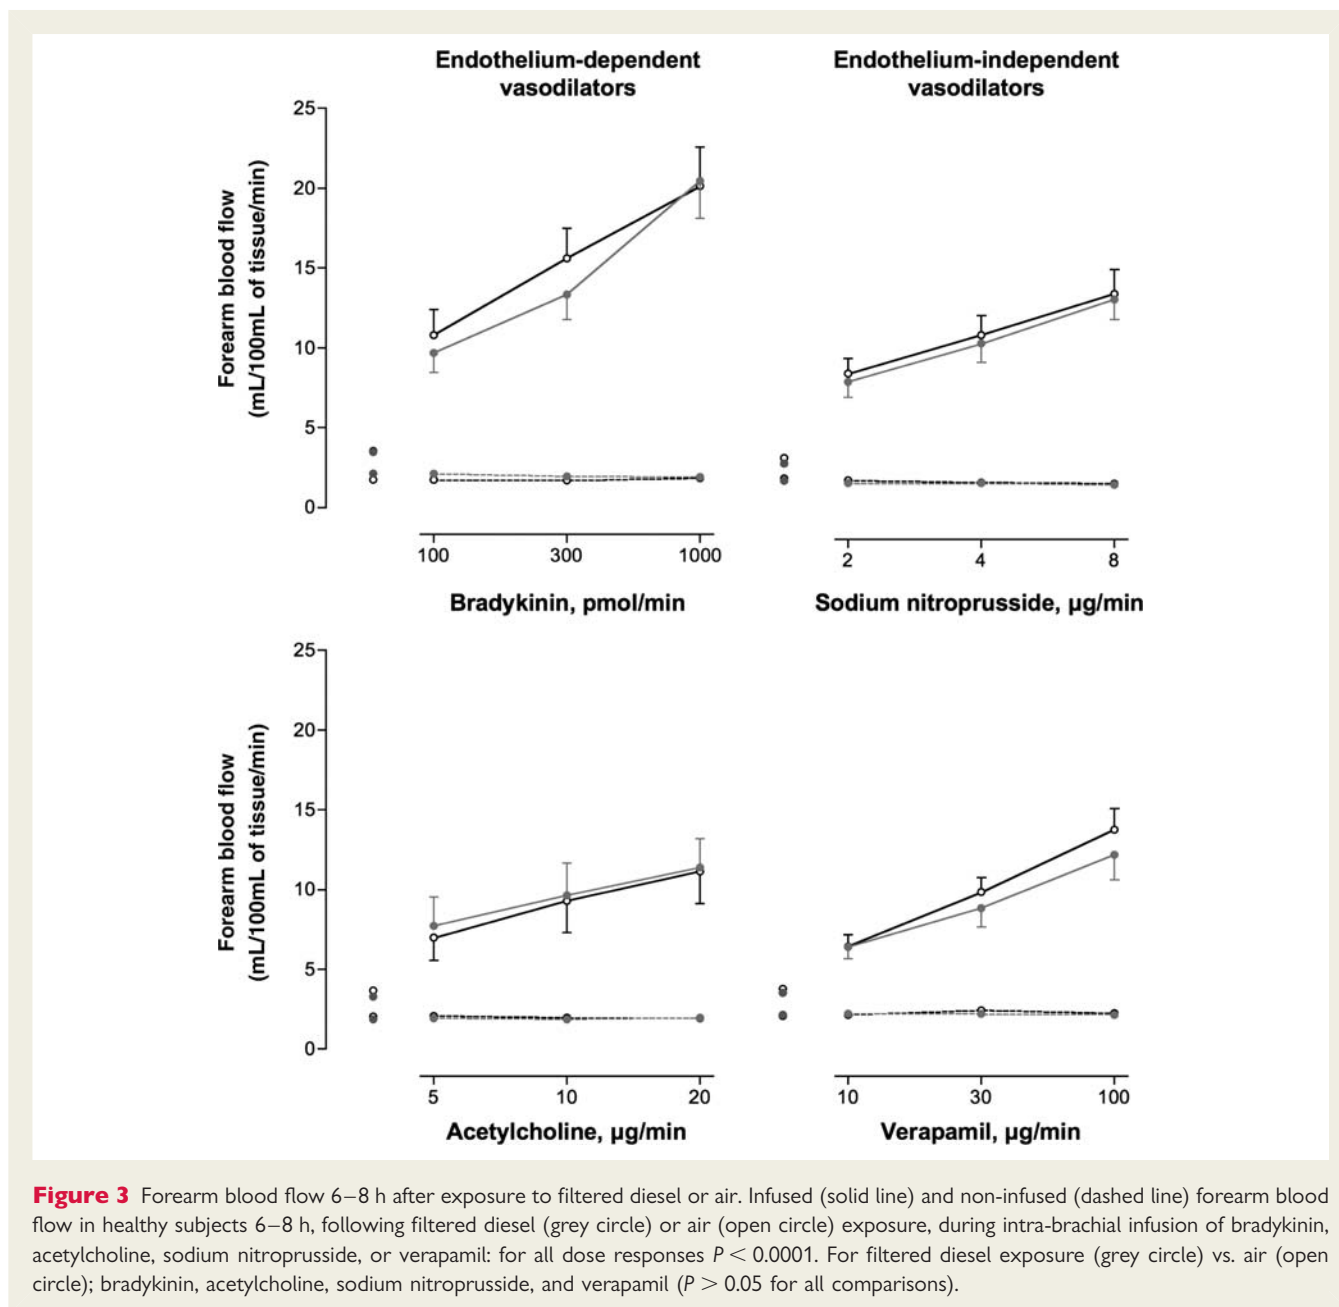 Endothelium-dependent
vasodilators
Endothelium-independent
vasodilators
Forearm blood flow
(mL/100mL of tissue/min)
25
20
15
10
5
0
100 300 1000
Bradykinin, pmol/min
2 4 8
Sodium nitroprusside, µg/min
Forearm blood flow
(mL/100mL of tissue/min)
25
20
15
10
5
0
5 10 20
Acetylcholine, µg/min
10 30 100
Verapamil, µg/min
Figure 3 Forearm blood flow 6–8 h after exposure to filtered diesel or air. Infused (solid line) and non-infused (dashed line) forearm blood
flow in healthy subjects 6–8 h, following filtered diesel (grey circle) or air (open circle) exposure, during intra-brachial infusion of bradykinin,
acetylcholine, sodium nitroprusside, or verapamil: for all dose responses P < 0.0001. For filtered diesel exposure (grey circle) vs. air (open
circle); bradykinin, acetylcholine, sodium nitroprusside, and verapamil (P > 0.05 for all comparisons).